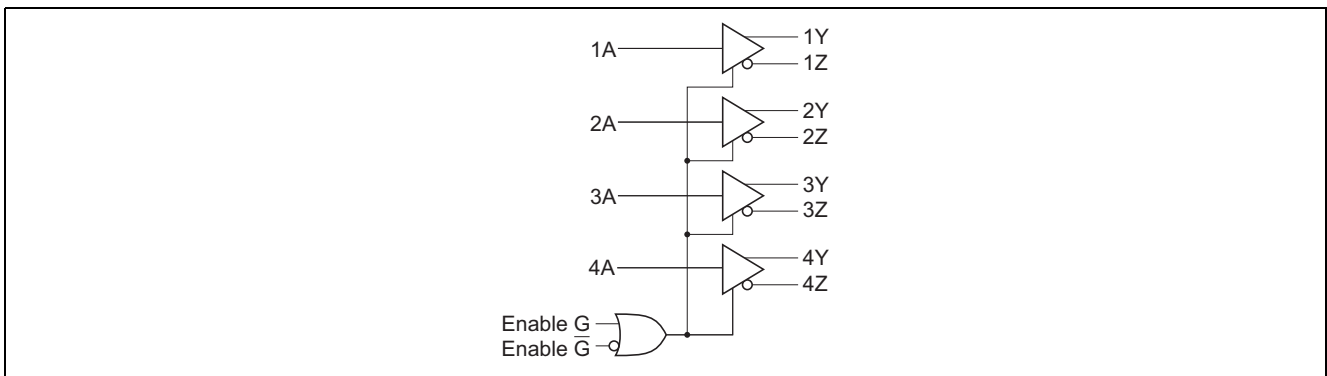 1A
1Y
1Z
2A
2Y
2Z
3A
3Y
3Z
4A
4Y
4Z
Enable G
Enable G̅